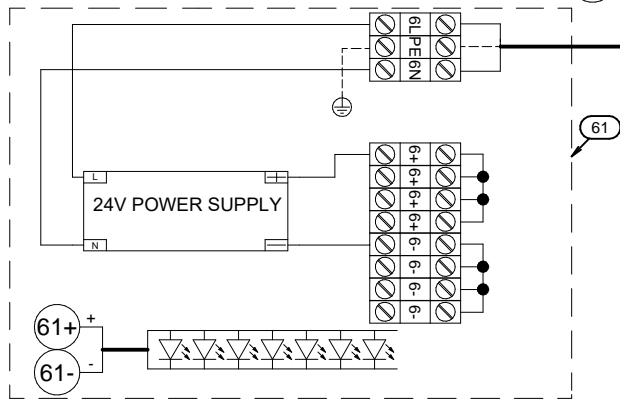 6L
PE
6N
61
6+
6+
6+
6+
6-
6-
6-
6-
L
+
24V POWER SUPPLY
N
-
61+
+
61-
-